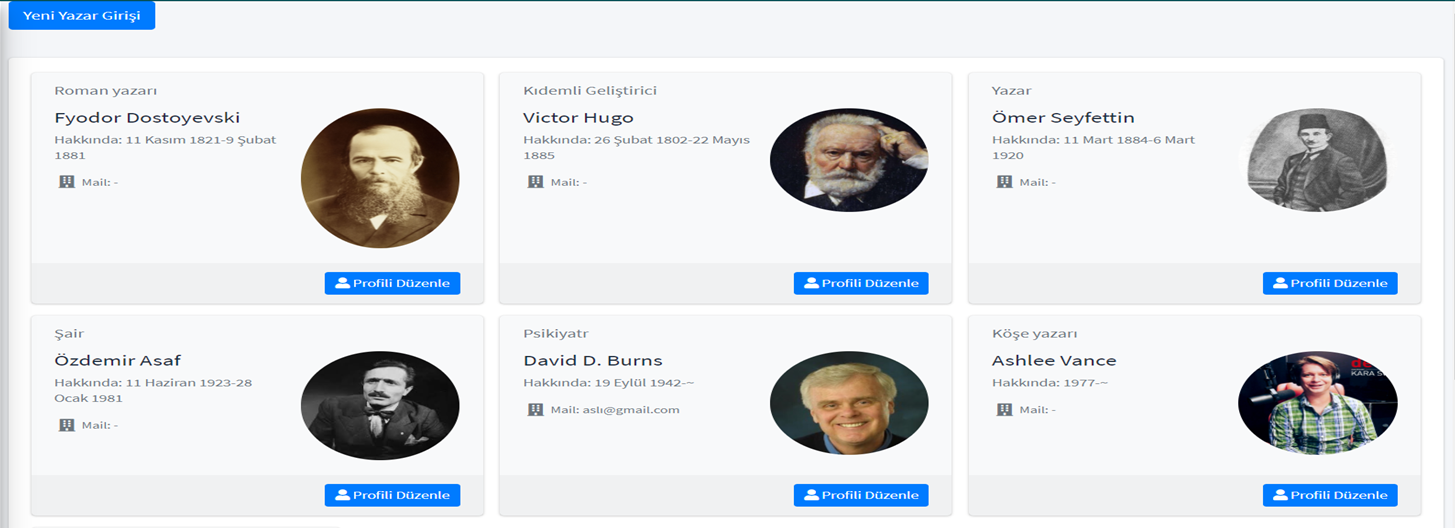 Yeni Yazar Girişi
Roman yazarı
Fyodor Dostoyevski
Hakkında: 11 Kasım 1821-9 Şubat
1881
Mail: -
Profili Düzenle
Kıdemli Geliştirici
Victor Hugo
Hakkında: 26 Şubat 1802-22 Mayıs
1885
Mail: -
Profili Düzenle
Yazar
Ömer Seyfettin
Hakkında: 11 Mart 1884-6 Mart
1920
Mail: -
Profili Düzenle
Şair
Özdemir Asaf
Hakkında: 11 Haziran 1923-28
Ocak 1981
Mail: -
Profili Düzenle
Psikiyatr
David D. Burns
Hakkında: 19 Eylül 1942-~
Mail: aslı@gmail.com
Profili Düzenle
Köşe yazarı
Ashlee Vance
Hakkında: 1977-~
Mail: -
KARA
Profili Düzenle